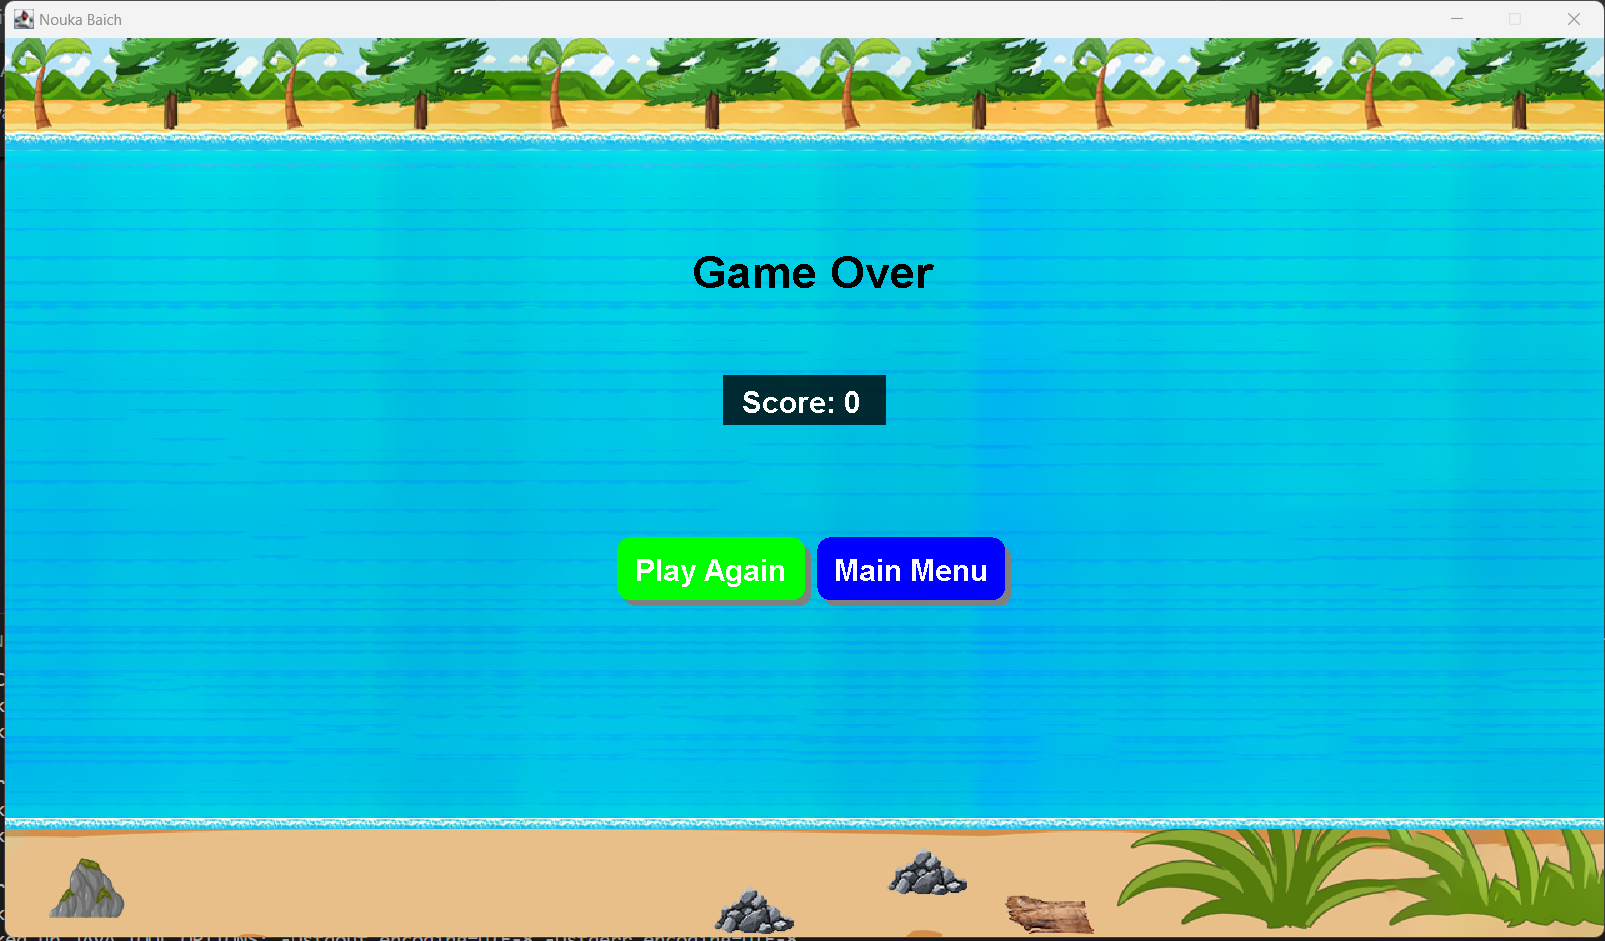 Nouka Baich
Game Over
Score: 0
Play Again
Main Menu